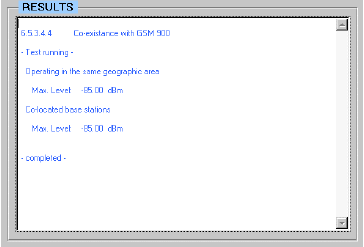 RESULTS
6.5.3.4.4 Co-existance with GSM 900
- Test running -
Operating in the same geographic area
Max. Level: -85.00 dBm
Co-located base stations
Max. Level: -85.00 dBm
- completed -